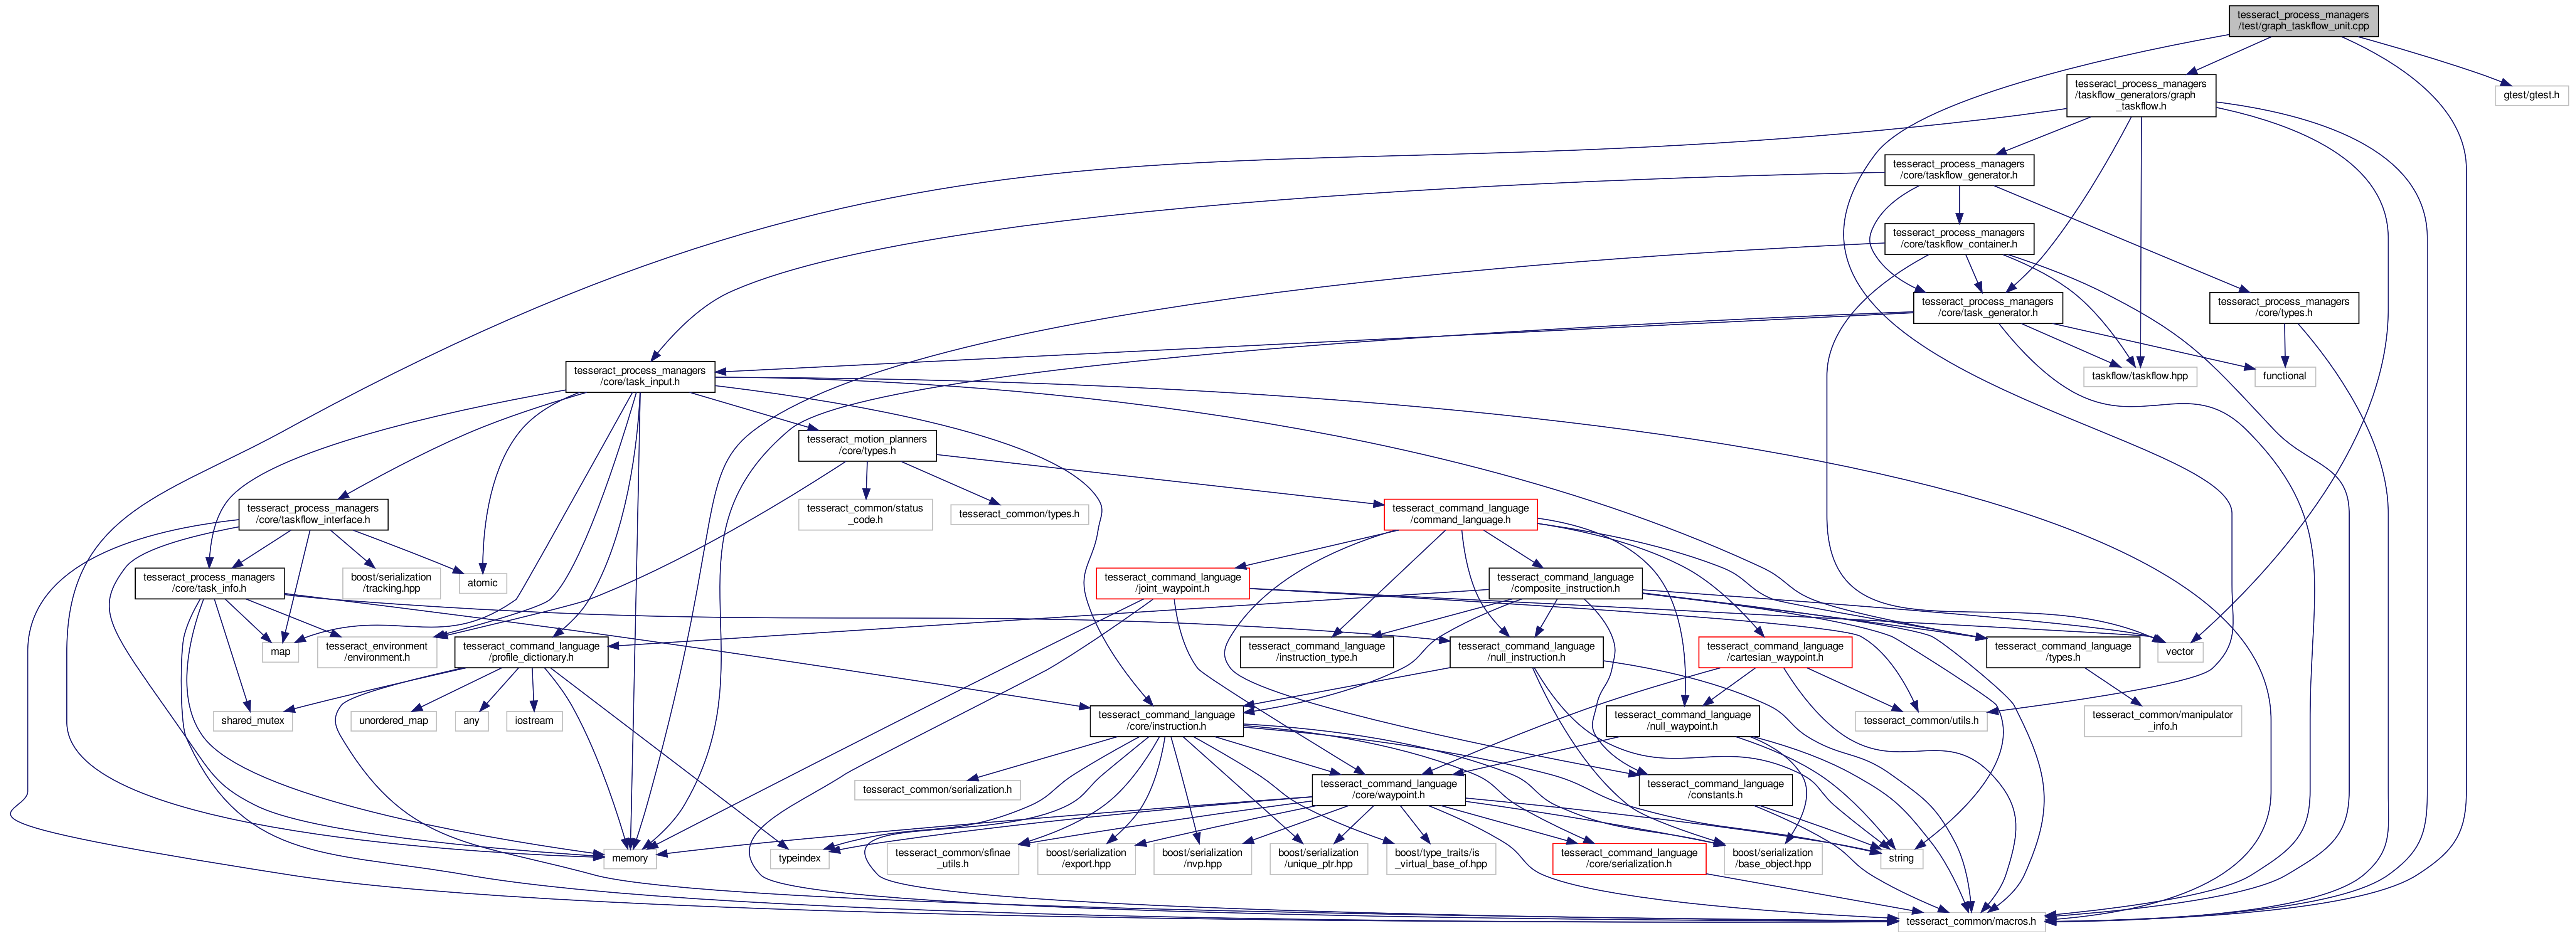 tesseract_process_managers
/test/graph_taskflow_unit.cpp
tesseract_process_managers
/taskflow_generators/graph
_taskflow.h
gtest/gtest.h
tesseract_process_managers
/core/taskflow_generator.h
tesseract_process_managers
/core/taskflow_container.h
tesseract_process_managers
/core/task_generator.h
tesseract_process_managers
/core/types.h
tesseract_process_managers
/core/task_input.h
taskflow/taskflow.hpp
functional
tesseract_motion_planners
/core/types.h
tesseract_process_managers
/core/taskflow_interface.h
tesseract_common/status
_code.h
tesseract_common/types.h
tesseract_command_language
/command_language.h
tesseract_process_managers
/core/task_info.h
boost/serialization
/tracking.hpp
atomic
tesseract_command_language
/joint_waypoint.h
tesseract_command_language
/composite_instruction.h
map
tesseract_environment
/environment.h
tesseract_command_language
/profile_dictionary.h
tesseract_command_language
/instruction_type.h
tesseract_command_language
/null_instruction.h
tesseract_command_language
/cartesian_waypoint.h
tesseract_command_language
/types.h
vector
shared_mutex
unordered_map
any
iostream
tesseract_command_language
/core/instruction.h
tesseract_command_language
/null_waypoint.h
tesseract_common/utils.h
tesseract_common/manipulator
_info.h
tesseract_common/serialization.h
tesseract_command_language
/core/waypoint.h
tesseract_command_language
/constants.h
memory
typeindex
tesseract_common/sfinae
_utils.h
boost/serialization
/export.hpp
boost/serialization
/nvp.hpp
boost/serialization
/unique_ptr.hpp
boost/type_traits/is
_virtual_base_of.hpp
tesseract_command_language
/core/serialization.h
boost/serialization
/base_object.hpp
string
tesseract_common/macros.h